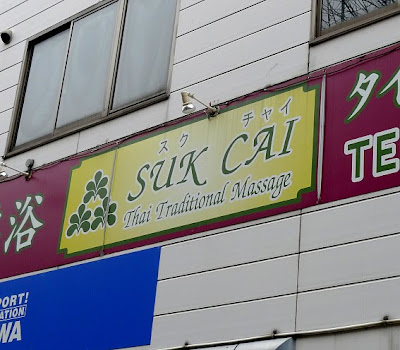 スク チャイ
SUK CAI
Thai Traditional Massage
浴
タイ
TE
PORT!
ATION
WA